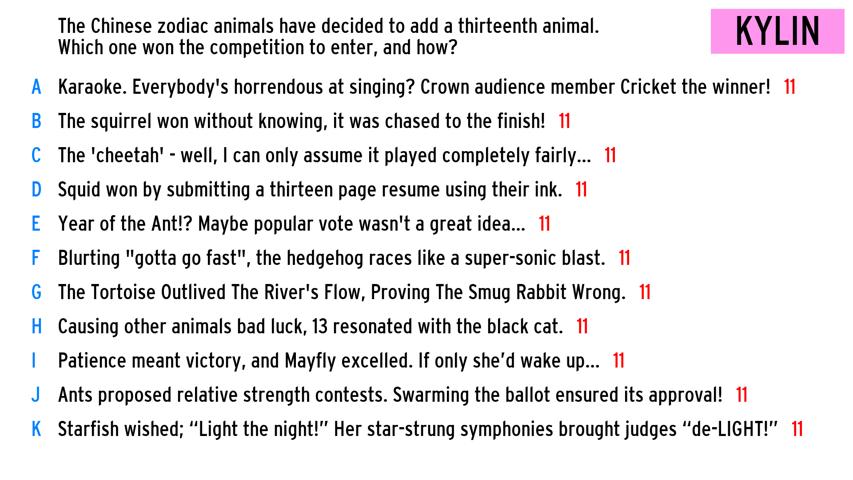 The Chinese zodiac animals have decided to add a thirteenth animal.
Which one won the competition to enter, and how?
KYLIN
A Karaoke. Everybody's horrendous at singing? Crown audience member Cricket the winner! 11
B The squirrel won without knowing, it was chased to the finish! 11
C The 'cheetah' - well, I can only assume it played completely fairly... 11
D Squid won by submitting a thirteen page resume using their ink. 11
E Year of the Ant!? Maybe popular vote wasn't a great idea... 11
F Blurting "gotta go fast", the hedgehog races like a super-sonic blast. 11
G The Tortoise Outlived The River's Flow, Proving The Smug Rabbit Wrong. 11
H Causing other animals bad luck, 13 resonated with the black cat. 11
I Patience meant victory, and Mayfly excelled. If only she’d wake up... 11
J Ants proposed relative strength contests. Swarming the ballot ensured its approval! 11
K Starfish wished; “Light the night!” Her star-strung symphonies brought judges “de-LIGHT!” 11